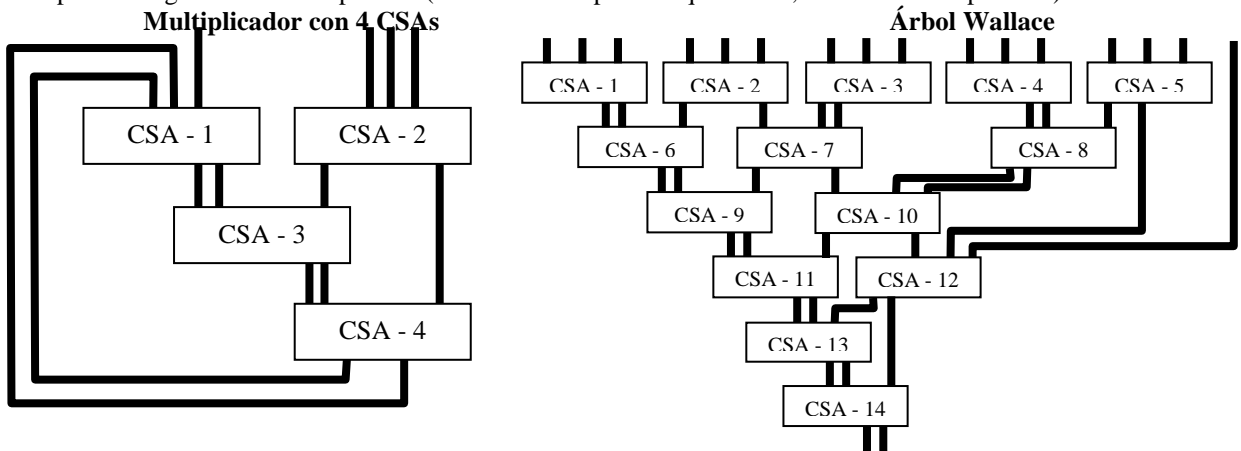 Multiplicador con 4 CSAs
Árbol Wallace
CSA - 1
CSA - 2
CSA - 3
CSA - 4
CSA - 1
CSA - 2
CSA - 3
CSA - 4
CSA - 5
CSA - 6
CSA - 7
CSA - 8
CSA - 9
CSA - 10
CSA - 11
CSA - 12
CSA - 13
CSA - 14